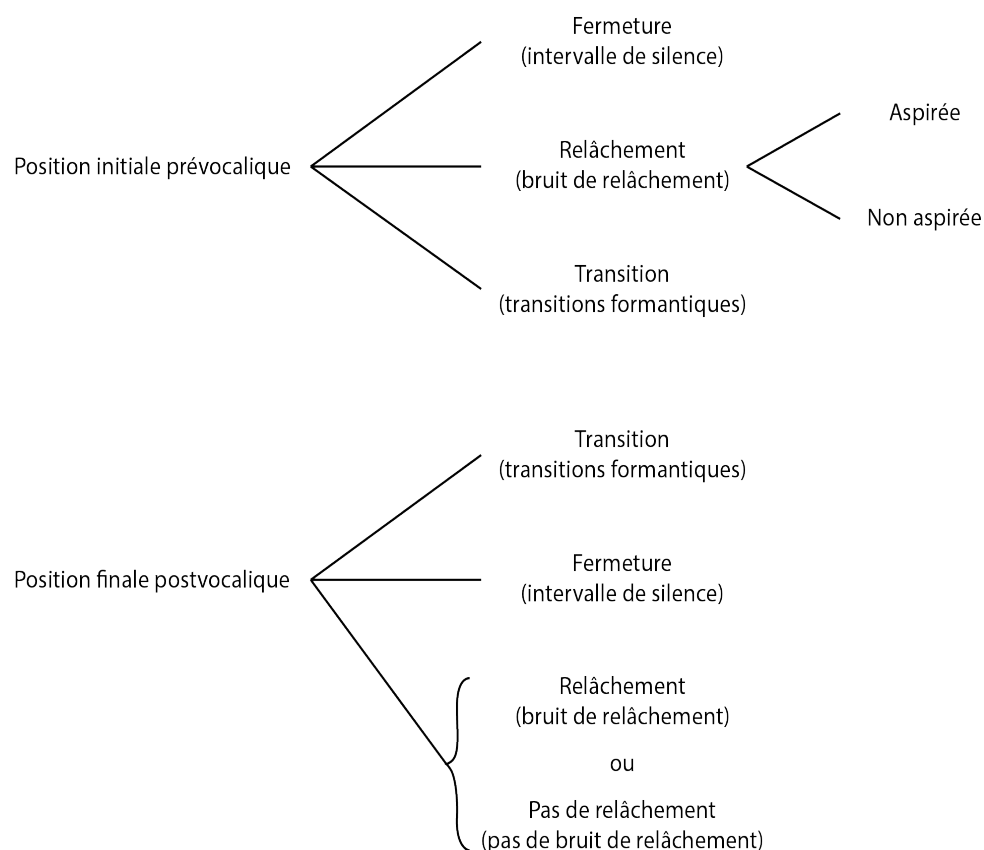 Fermeture
(intervalle de silence)
Position initiale prévocalique
Relâchement
(bruit de relâchement)
Aspirée
Non aspirée
Transition
(transitions formantiques)
Transition
(transitions formantiques)
Position finale postvocalique
Fermeture
(intervalle de silence)
Relâchement
(bruit de relâchement)
ou
Pas de relâchement
(pas de bruit de relâchement)